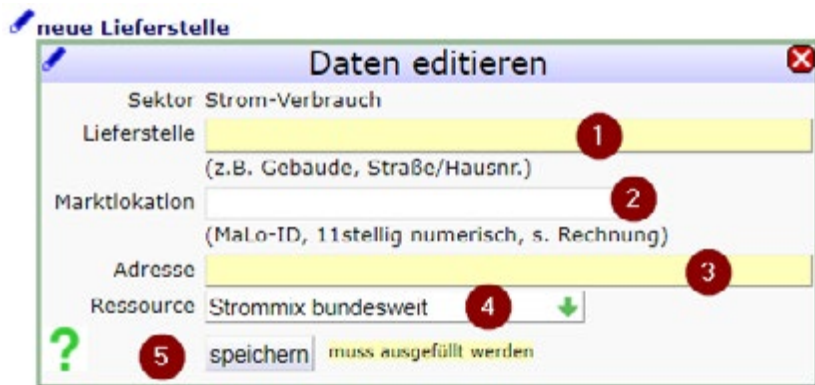 neue Lieferstelle
Daten editieren
Sektor Strom-Verbrauch
Lieferstelle 1
(z.B. Gebäude, Straße/Hausnr.)
Marktlokation 2
(MaLo-ID, 11stellig numerisch, s. Rechnung)
Adresse 3
Ressource Strommix bundesweit 4
? 5 speichern muss ausgefüllt werden